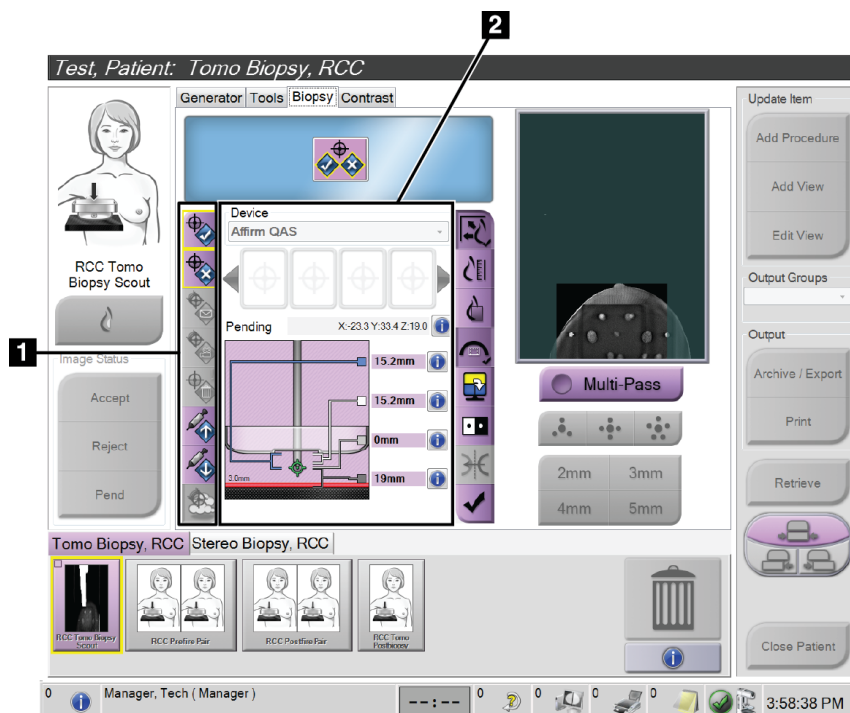 2
Test, Patient: Tomo Biopsy, RCC
Generator Tools Biopsy Contrast
Update Item
Add Procedure
Add View
Edit View
Output Groups
Output
Archive / Export
Print
Retrieve
Close Patient
RCC Tomo
Biopsy Scout
1
Image Status
Accept
Reject
Pend
Device
Affirm QAS
Pending X:-23.3 Y:33.4 Z:19.0
15.2mm
15.2mm
0mm
19mm
3.0mm
Multi-Pass
2mm 3mm
4mm 5mm
Tomo Biopsy, RCC Stereo Biopsy, RCC
RCC Tomo Biopsy
Scout
RCC Prefire Pair
RCC Postfire Pair
RCC Tomo
Postbiopsy
0 Manager, Tech ( Manager ) --:-- 0 0 0 0 3:58:38 PM